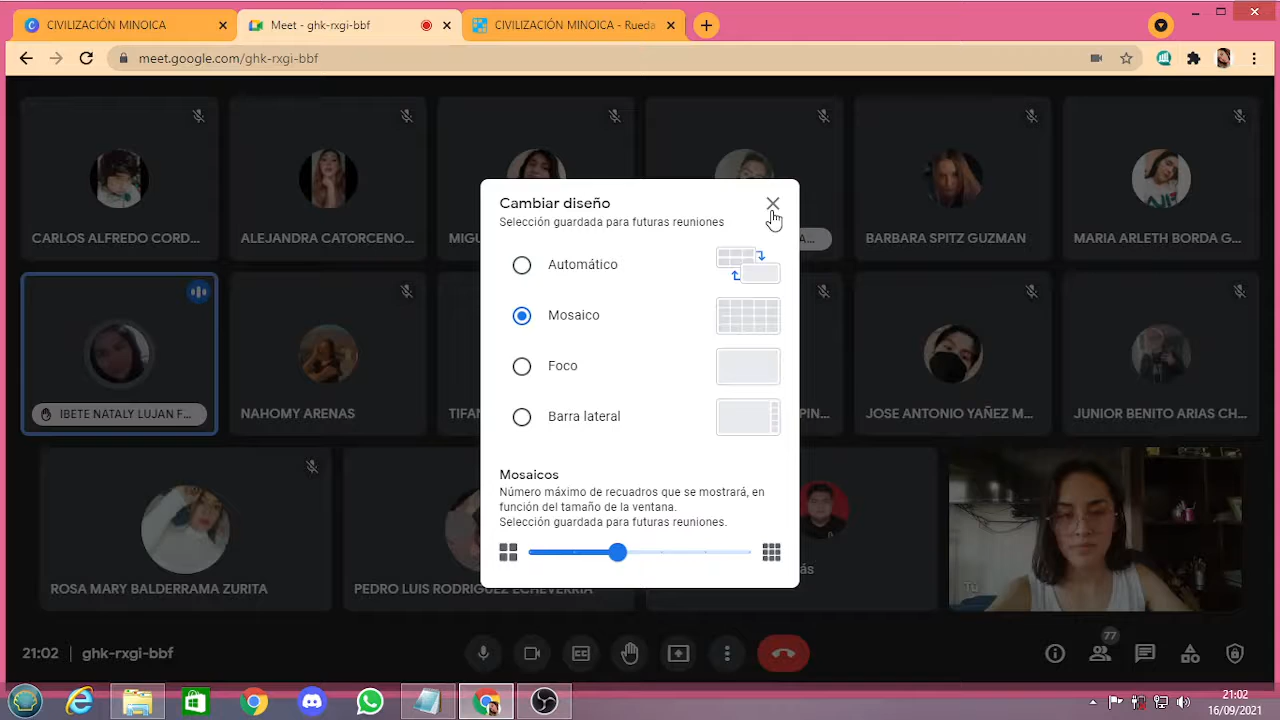 CIVILIZACIÓN MINOICA
Meet - ghk-rxgi-bbf
CIVILIZACIÓN MINOICA - Rueda
meet.google.com/ghk-rxgi-bbf
CARLOS ALFREDO CORD...
ALEJANDRA CATORCENO...
MIGU
A...
BARBARA SPITZ GUZMAN
MARIA ARLETH BORDA G...
Cambiar diseño
Selección guardada para futuras reuniones
Automático
Mosaico
Foco
Barra lateral
Mosaicos
Número máximo de recuadros que se mostrará, en
función del tamaño de la ventana.
Selección guardada para futuras reuniones.
IBETE NATALY LUJAN F...
NAHOMY ARENAS
TIFAN
PIN...
JOSE ANTONIO YAÑEZ M...
JUNIOR BENITO ARIAS CH...
ROSA MARY BALDERRAMA ZURITA
PEDRO LUIS RODRIGUEZ ECHEVERRIA
ás
Tú
21:02 | ghk-rxgi-bbf
77
21:02
16/09/2021